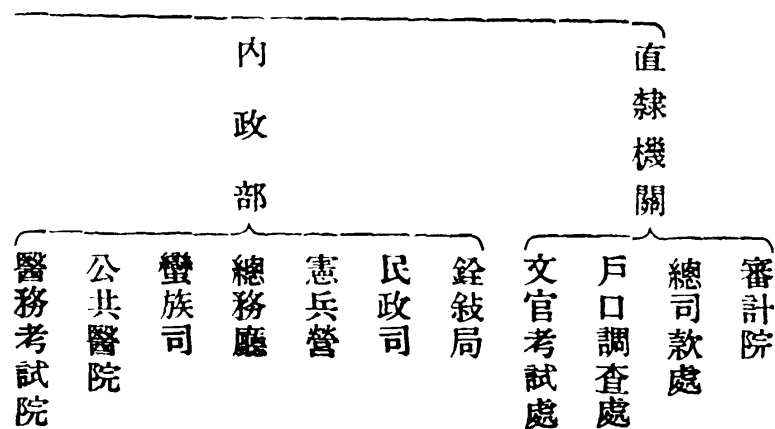 直隸機關
審計院
總司款處
戶口調查處
文官考試處
內政部
銓敍局
民政司
憲兵營
總務廳
蠻族司
公共醫院
醫務考試院